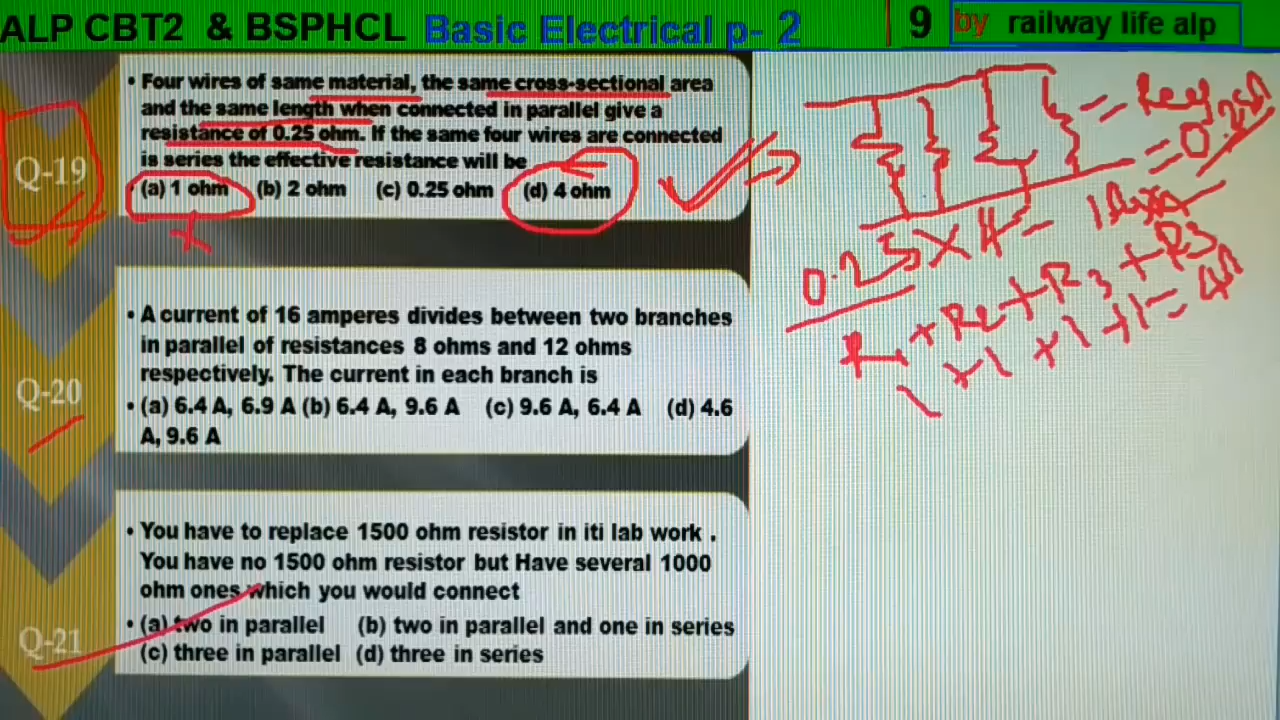 ALP CBT2 & BSPHCL Basic Electrical p- 2 9 by railway life alp
Q-19
• Four wires of same material, the same cross-sectional area
and the same length when connected in parallel give a
resistance of 0.25 ohm. If the same four wires are connected
is series the effective resistance will be
(a) 1 ohm (b) 2 ohm (c) 0.25 ohm (d) 4 ohm
Q-20
• A current of 16 amperes divides between two branches
in parallel of resistances 8 ohms and 12 ohms
respectively. The current in each branch is
• (a) 6.4 A, 6.9 A (b) 6.4 A, 9.6 A (c) 9.6 A, 6.4 A (d) 4.6
A, 9.6 A
Q-21
• You have to replace 1500 ohm resistor in iti lab work .
You have no 1500 ohm resistor but Have several 1000
ohm ones which you would connect
• (a) two in parallel (b) two in parallel and one in series
(c) three in parallel (d) three in series
= Req
= 0.25Ω
0.25 × 4 =
R1 + R2 + R3 + R3
1 + 1 + 1 + 1 = 4Ω